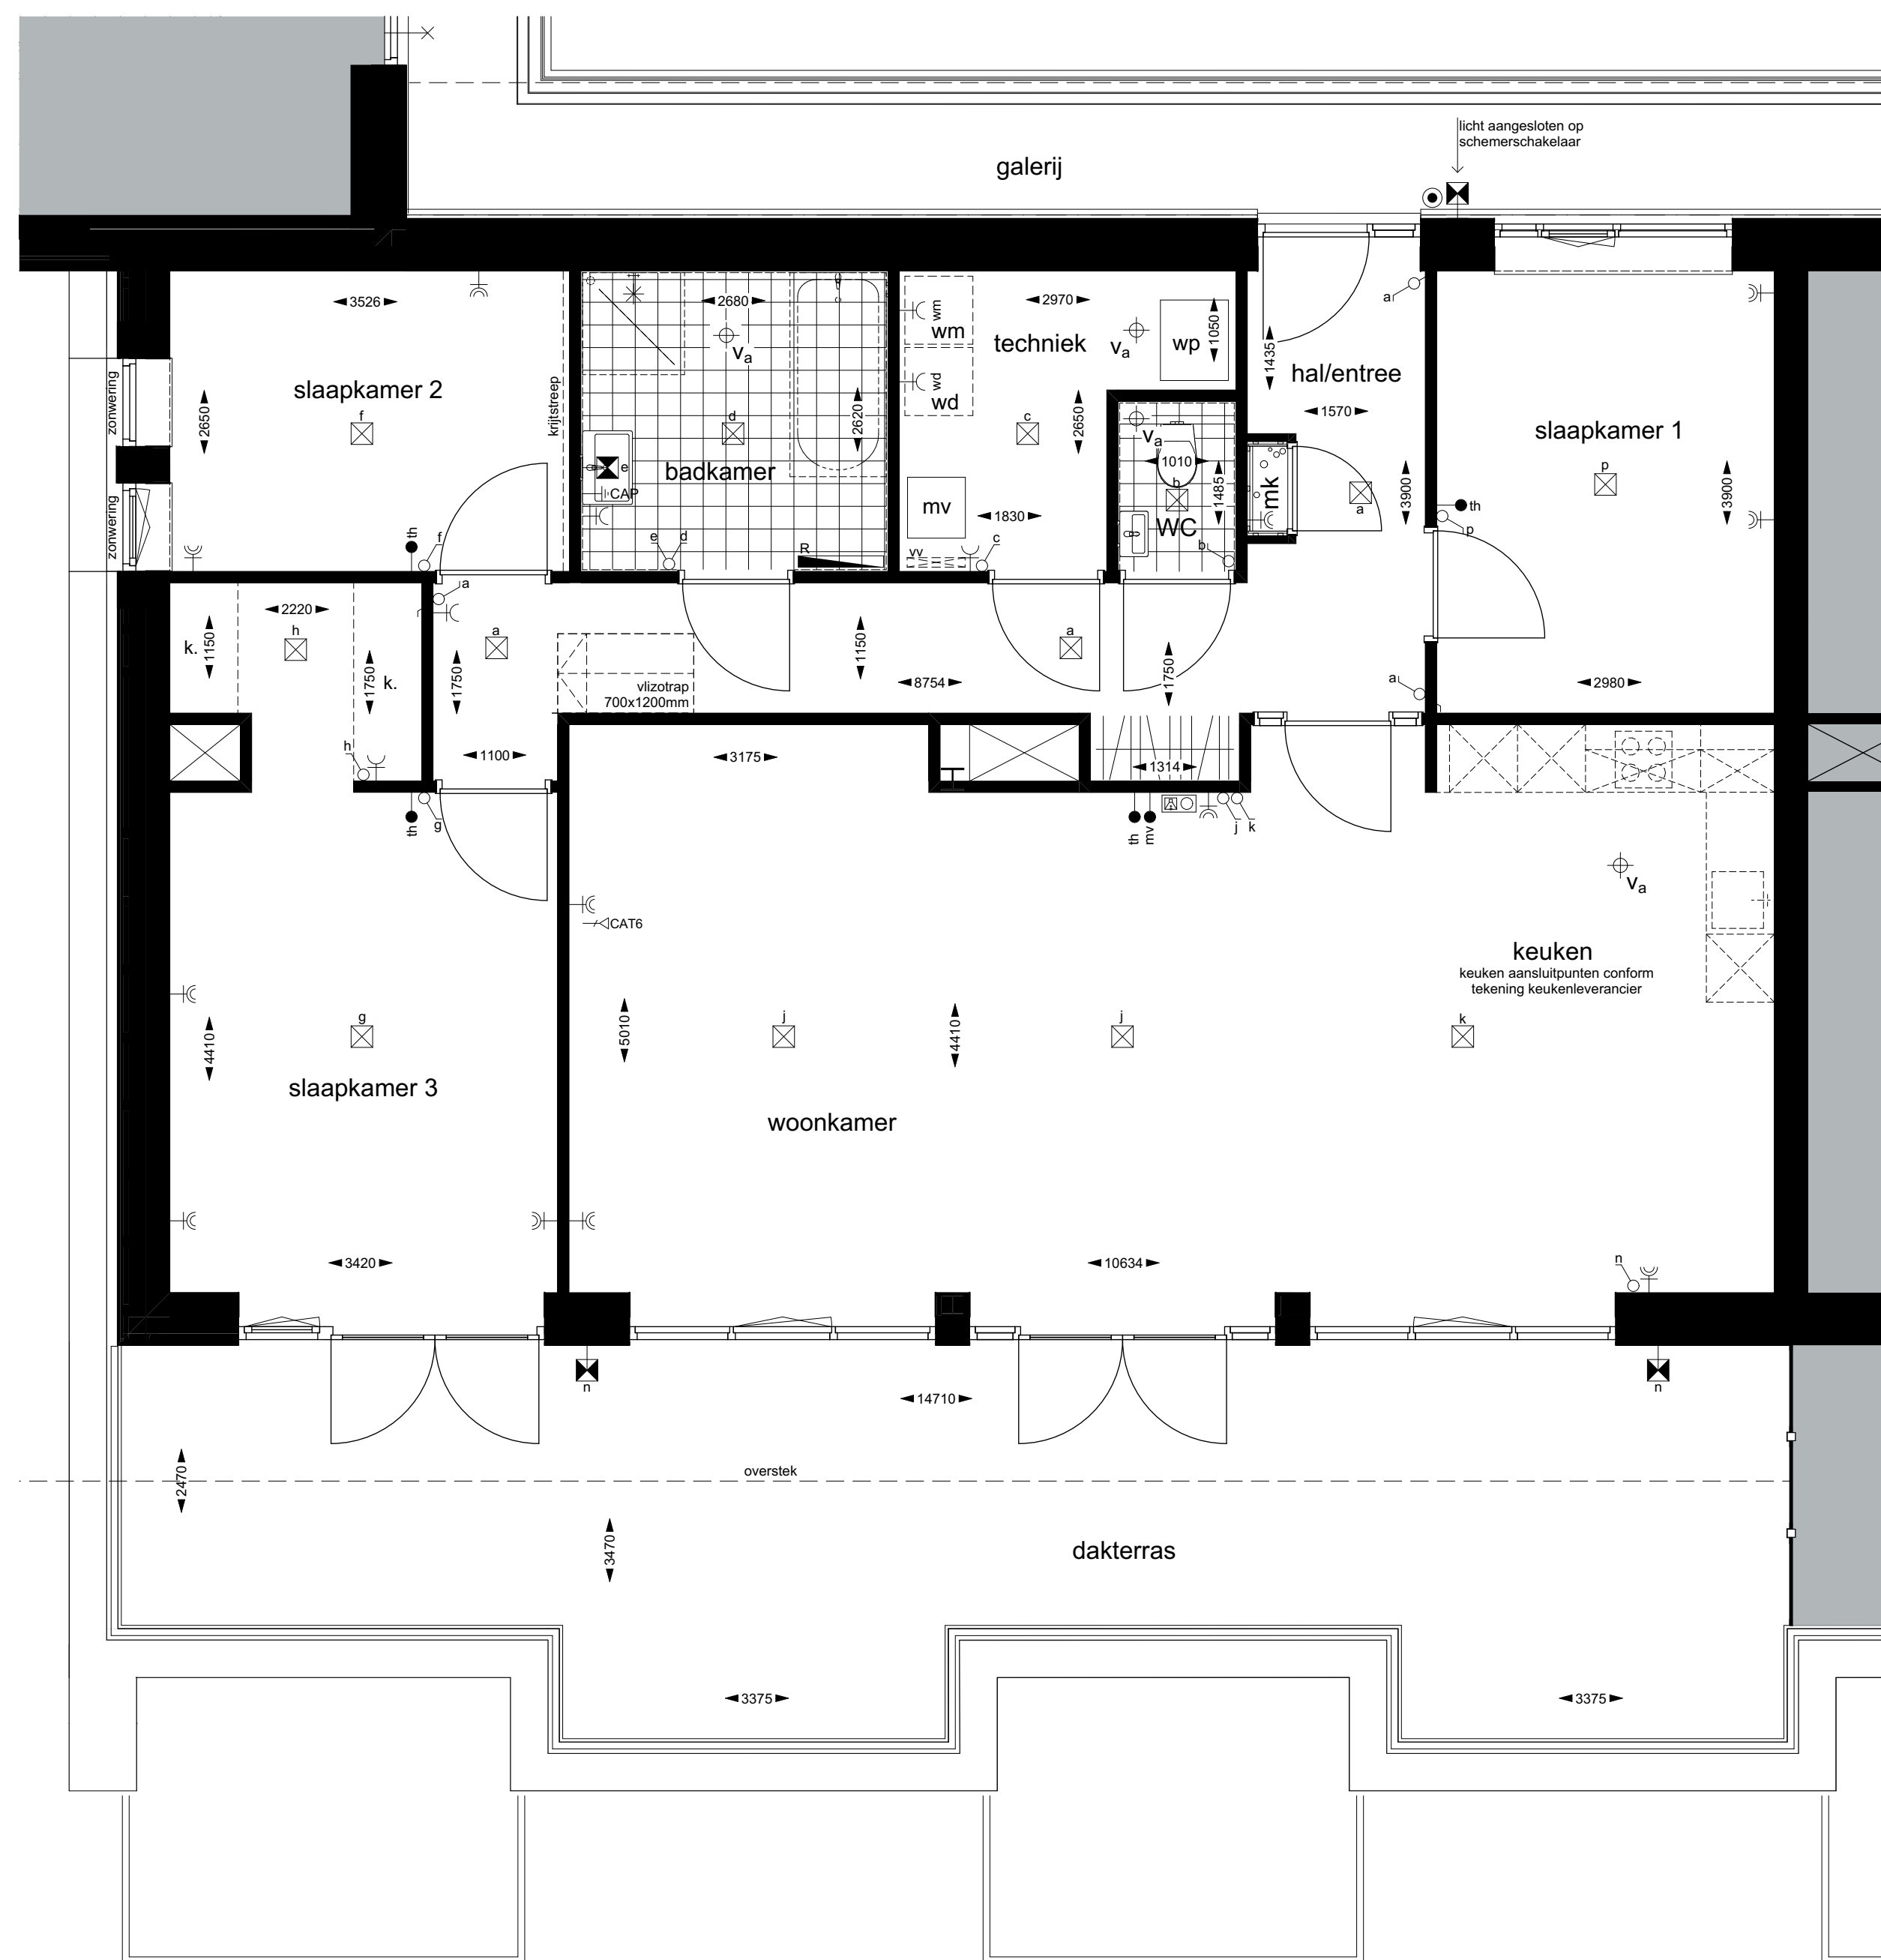 licht aangesloten op
schemerschakelaar
galerij
3526
2680
2970
1050
a
wm
wm
techniek
va
wp
va
1435
hal/entree
slaapkamer 2
zonwering
krijtstreep
wd
wd
2650
f
2620
d
c
2650
va
1570
slaapkamer 1
badkamer
e
CAP
1010
b
1485
mk
a
3900
p
3900
mv
1830
WC
zonwering
th
f
e
d
R
vv
c
b
th
p
a
2220
h
k.
1150
1750
k.
a
1750
1150
a
1750
vlizotrap
700x1200mm
8754
a
2980
h
1100
3175
1314
th
g
th
mv
j
k
va
CAT6
keuken
keuken aansluitpunten conform
tekening keukenleverancier
g
4410
5010
j
4410
j
k
slaapkamer 3
woonkamer
3420
10634
n
n
14710
n
2470
overstek
3470
dakterras
3375
3375